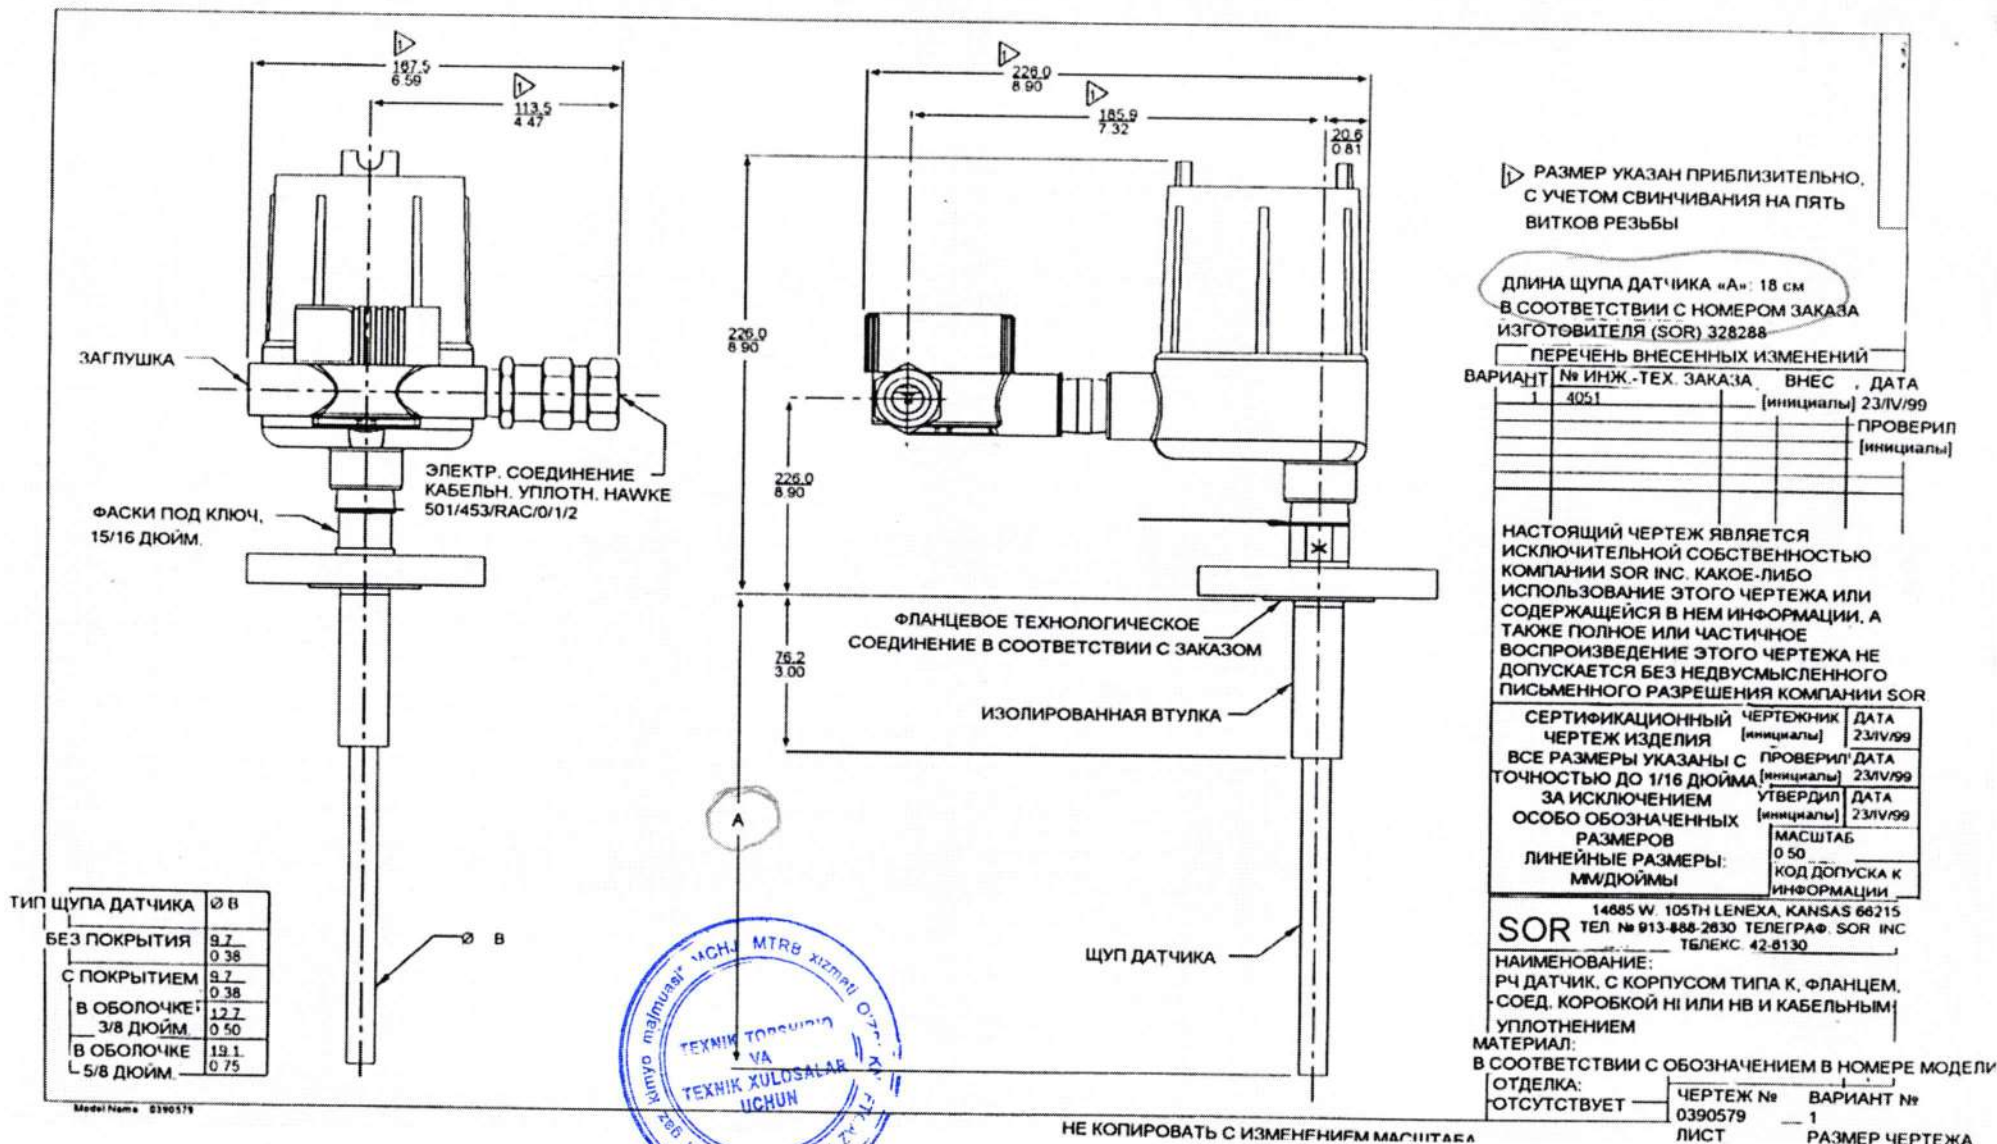 167.5
6.59
113.5
4.47
226.0
8.90
185.9
7.32
20.6
0.81
226.0
8.90
226.0
8.90
76.2
3.00
A
ЗАГЛУШКА
ЭЛЕКТР. СОЕДИНЕНИЕ
КАБЕЛЬН. УПЛОТН. HAWKE
501/453/RAC/0/1/2
ФАСКИ ПОД КЛЮЧ,
15/16 ДЮЙМ.
ФЛАНЦЕВОЕ ТЕХНОЛОГИЧЕСКОЕ
СОЕДИНЕНИЕ В СООТВЕТСТВИИ С ЗАКАЗОМ
ИЗОЛИРОВАННАЯ ВТУЛКА
ЩУП ДАТЧИКА
Ø B
ТИП ЩУПА ДАТЧИКА Ø B
БЕЗ ПОКРЫТИЯ 9.7 0.38
С ПОКРЫТИЕМ 9.7 0.38
В ОБОЛОЧКЕ 12.7
3/8 ДЮЙМ. 0.50
В ОБОЛОЧКЕ 19.1
5/8 ДЮЙМ. 0.75
Model Name 0390579
1 РАЗМЕР УКАЗАН ПРИБЛИЗИТЕЛЬНО,
С УЧЕТОМ СВИНЧИВАНИЯ НА ПЯТЬ
ВИТКОВ РЕЗЬБЫ
ДЛИНА ЩУПА ДАТЧИКА «А»: 18 см
В СООТВЕТСТВИИ С НОМЕРОМ ЗАКАЗА
ИЗГОТОВИТЕЛЯ (SOR) 328288
ПЕРЕЧЕНЬ ВНЕСЕННЫХ ИЗМЕНЕНИЙ
ВАРИАНТ № ИНЖ.-ТЕХ. ЗАКАЗА ВНЕС ДАТА
1 4051 [инициалы] 23/IV/99
ПРОВЕРИЛ
[инициалы]
НАСТОЯЩИЙ ЧЕРТЕЖ ЯВЛЯЕТСЯ
ИСКЛЮЧИТЕЛЬНОЙ СОБСТВЕННОСТЬЮ
КОМПАНИИ SOR INC. КАКОЕ-ЛИБО
ИСПОЛЬЗОВАНИЕ ЭТОГО ЧЕРТЕЖА ИЛИ
СОДЕРЖАЩЕЙСЯ В НЕМ ИНФОРМАЦИИ, А
ТАКЖЕ ПОЛНОЕ ИЛИ ЧАСТИЧНОЕ
ВОСПРОИЗВЕДЕНИЕ ЭТОГО ЧЕРТЕЖА НЕ
ДОПУСКАЕТСЯ БЕЗ НЕДВУСМЫСЛЕННОГО
ПИСЬМЕННОГО РАЗРЕШЕНИЯ КОМПАНИИ SOR
СЕРТИФИКАЦИОННЫЙ
ЧЕРТЕЖ ИЗДЕЛИЯ
ВСЕ РАЗМЕРЫ УКАЗАНЫ С
ТОЧНОСТЬЮ ДО 1/16 ДЮЙМА,
ЗА ИСКЛЮЧЕНИЕМ
ОСОБО ОБОЗНАЧЕННЫХ
РАЗМЕРОВ
ЛИНЕЙНЫЕ РАЗМЕРЫ:
ММ/ДЮЙМЫ
ЧЕРТЕЖНИК ДАТА
[инициалы] 23/IV/99
ПРОВЕРИЛ ДАТА
[инициалы] 23/IV/99
УТВЕРДИЛ ДАТА
[инициалы] 23/IV/99
МАСШТАБ
0.50
КОД ДОПУСКА К
ИНФОРМАЦИИ
SOR
14685 W. 105TH LENEXA, KANSAS 66215
ТЕЛ. № 913-888-2630 ТЕЛЕГРАФ. SOR INC
ТЕЛЕКС. 42-6130
НАИМЕНОВАНИЕ:
РЧ ДАТЧИК, С КОРПУСОМ ТИПА К, ФЛАНЦЕМ,
СОЕД. КОРОБКОЙ HI ИЛИ HB И КАБЕЛЬНЫМ
УПЛОТНЕНИЕМ
МАТЕРИАЛ:
В СООТВЕТСТВИИ С ОБОЗНАЧЕНИЕМ В НОМЕРЕ МОДЕЛИ
ОТДЕЛКА:
ОТСУТСТВУЕТ
ЧЕРТЕЖ № ВАРИАНТ №
0390579 1
ЛИСТ РАЗМЕР ЧЕРТЕЖА
НЕ КОПИРОВАТЬ С ИЗМЕНЕНИЕМ МАСШТАБА
gaz kimyo majmuasi" MCHJ MTRB xizmati
TEXNIK
VA
TEXNIK XULOSALAR
UCHUN